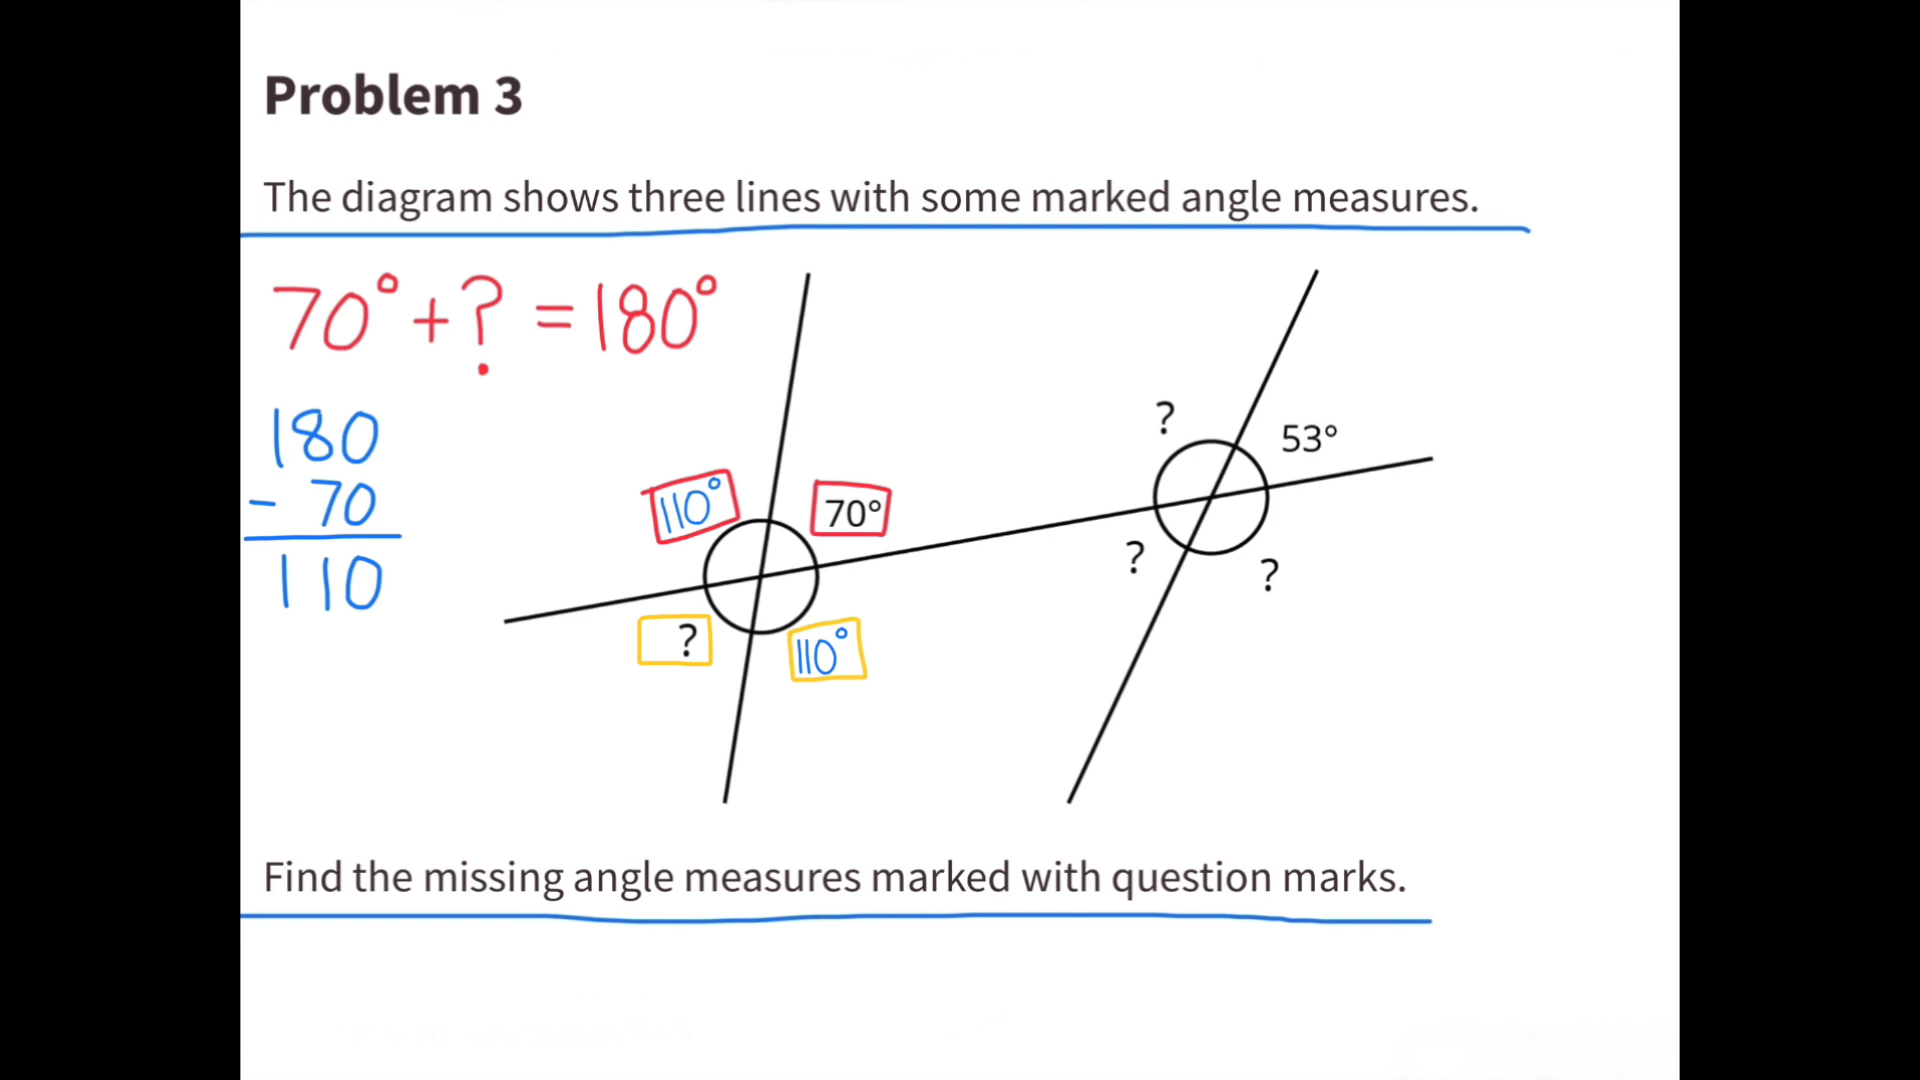 Problem 3
The diagram shows three lines with some marked angle measures.
70° + ? = 180°
180
- 70
110
110° 70°
? 110°
? 53°
? ?
Find the missing angle measures marked with question marks.